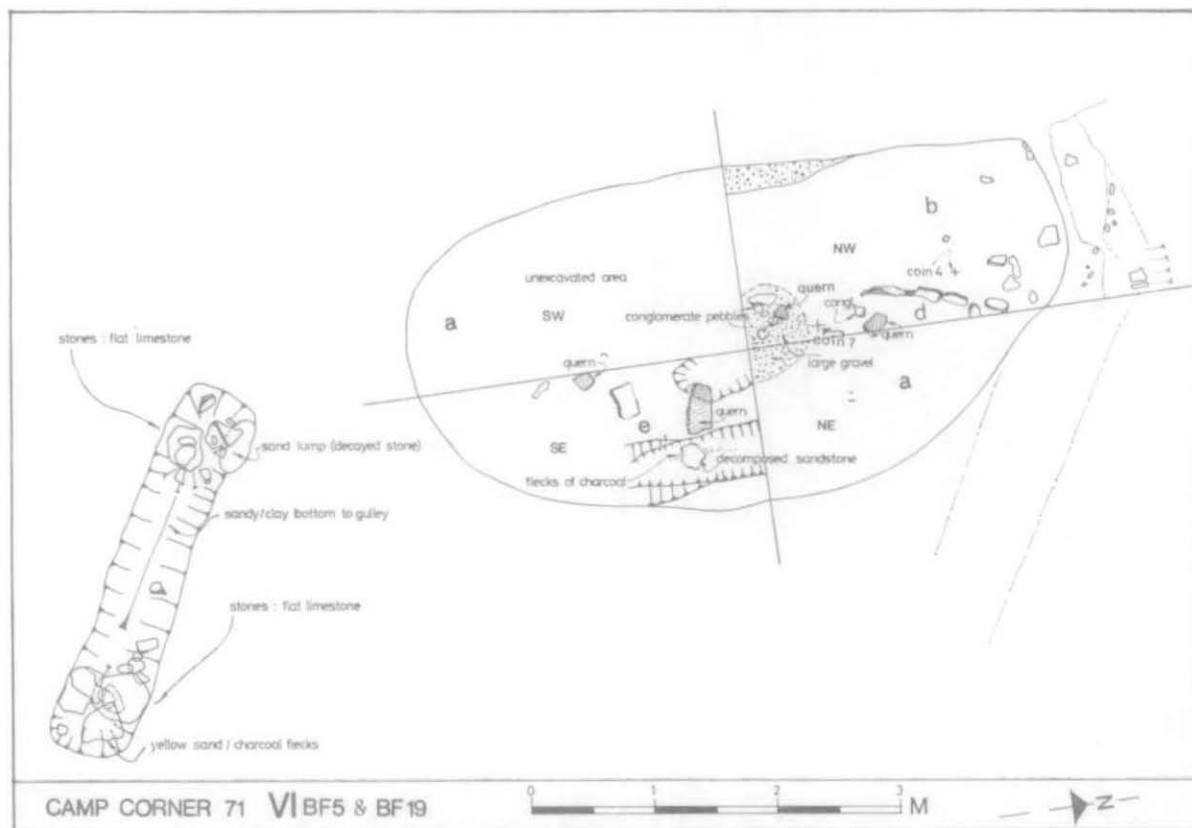 b
NW
coin 4
unexcavated area
quern
stones : flat limestone
SW
conglomerate pebbles
congl.
a
d
coin 7
quern
large gravel
quern
a
quern
e
NE
SE
sand lump (decayed stone)
decomposed sandstone
flecks of charcoal
sandy/clay bottom to gulley
stones : flat limestone
yellow sand / charcoal flecks
CAMP CORNER 71 VI BF5 & BF19
0 1 2 3 M
N